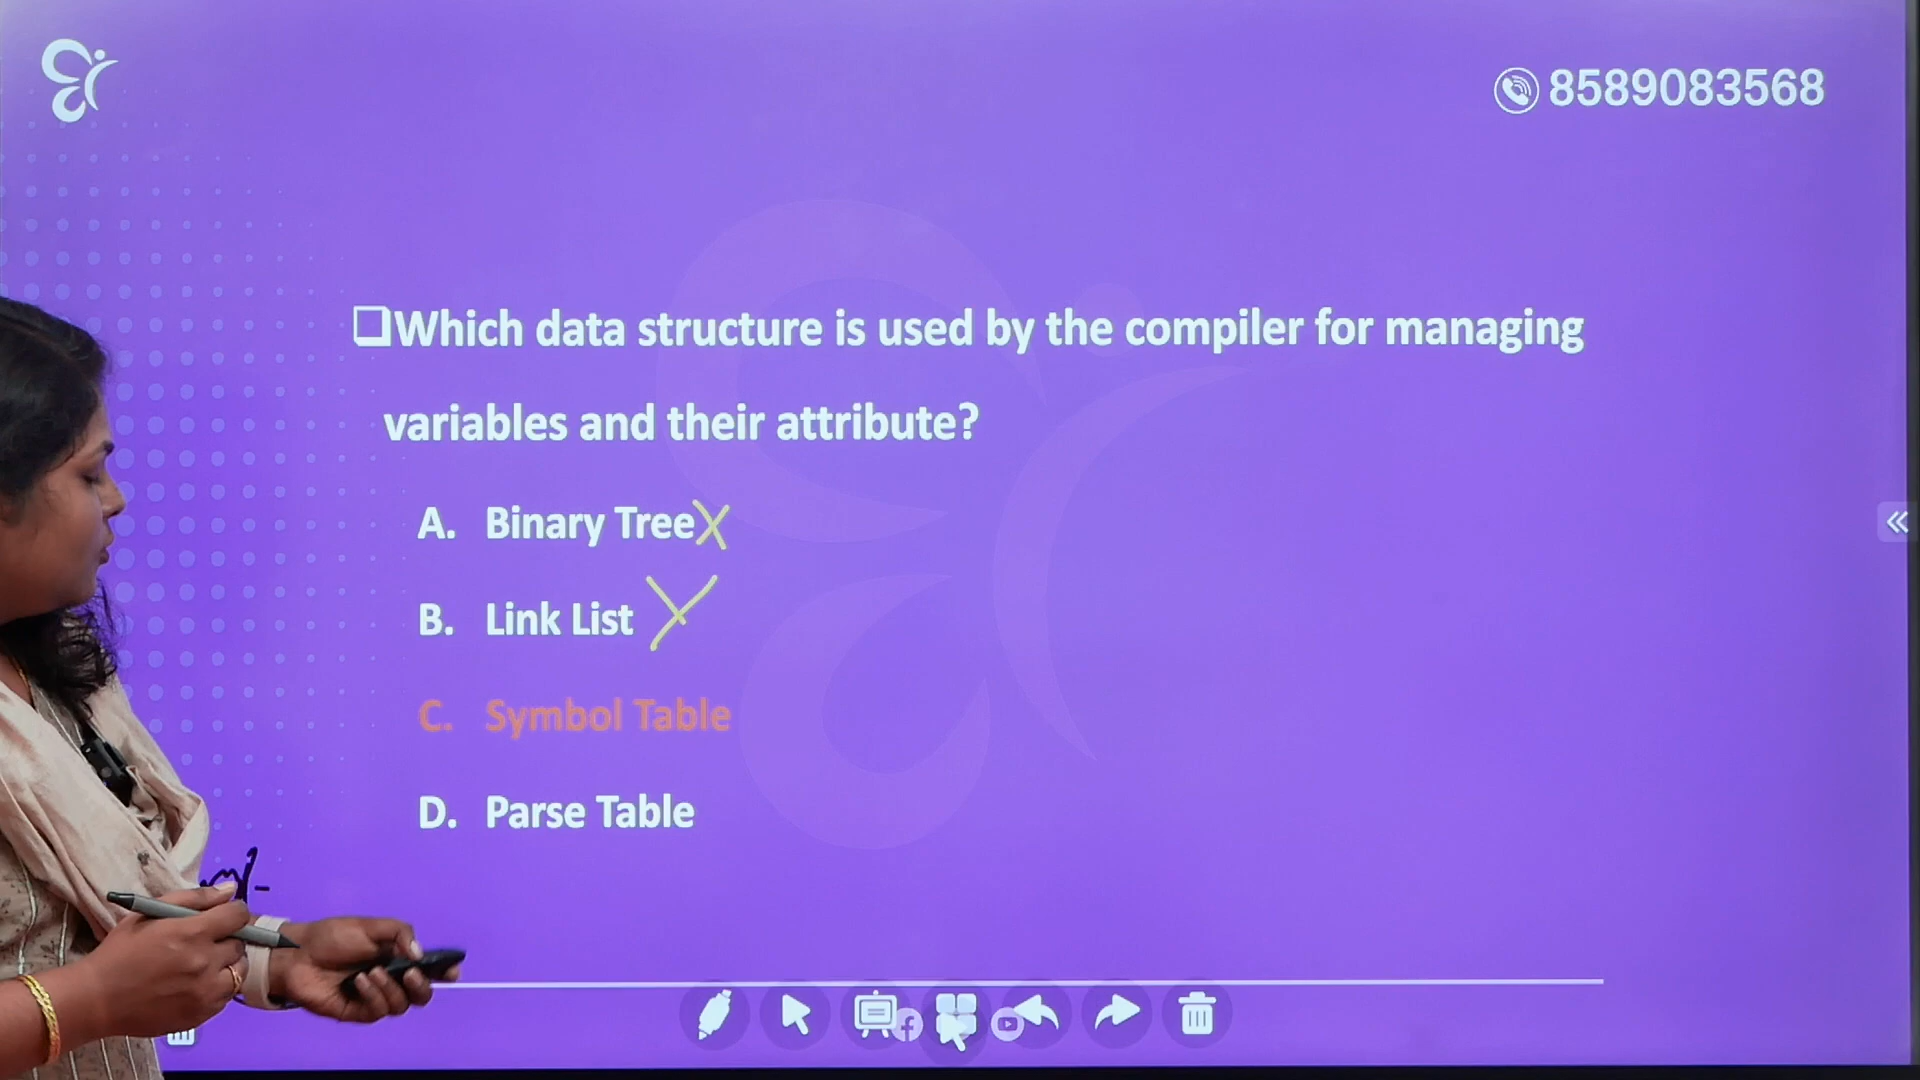 8589083568
❑Which data structure is used by the compiler for managing
variables and their attribute?
A. Binary Tree X
B. Link List X
C. Symbol Table
D. Parse Table